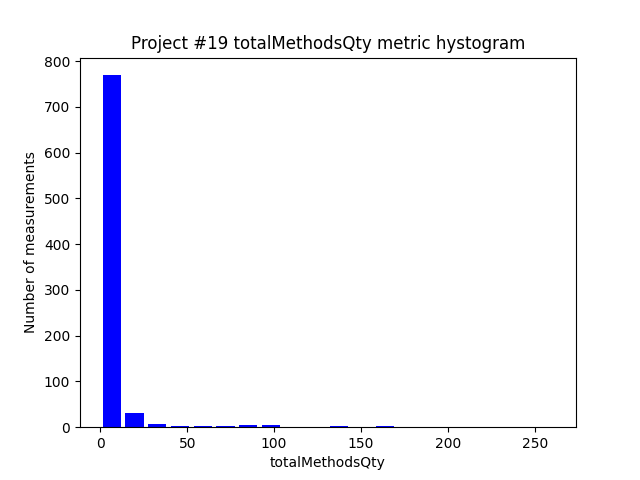 Project #19 totalMethodsQty metric hystogram
800
700
600
500
400
300
200
100
0
Number of measurements
0 50 100 150 200 250
totalMethodsQty